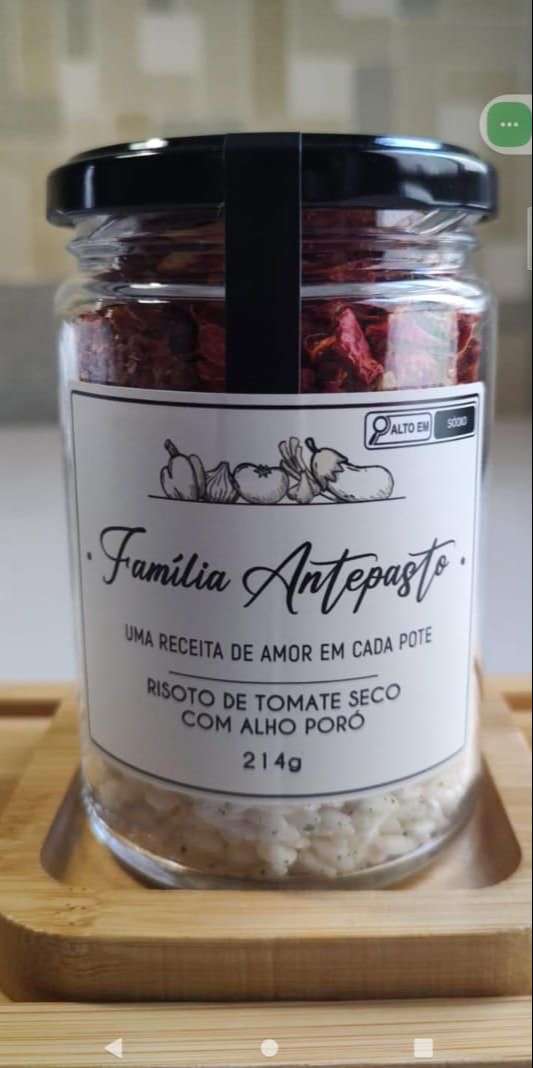 ALTO EM SÓDIO
• Família Antepasto •
UMA RECEITA DE AMOR EM CADA POTE
RISOTO DE TOMATE SECO
COM ALHO PORÓ
214g